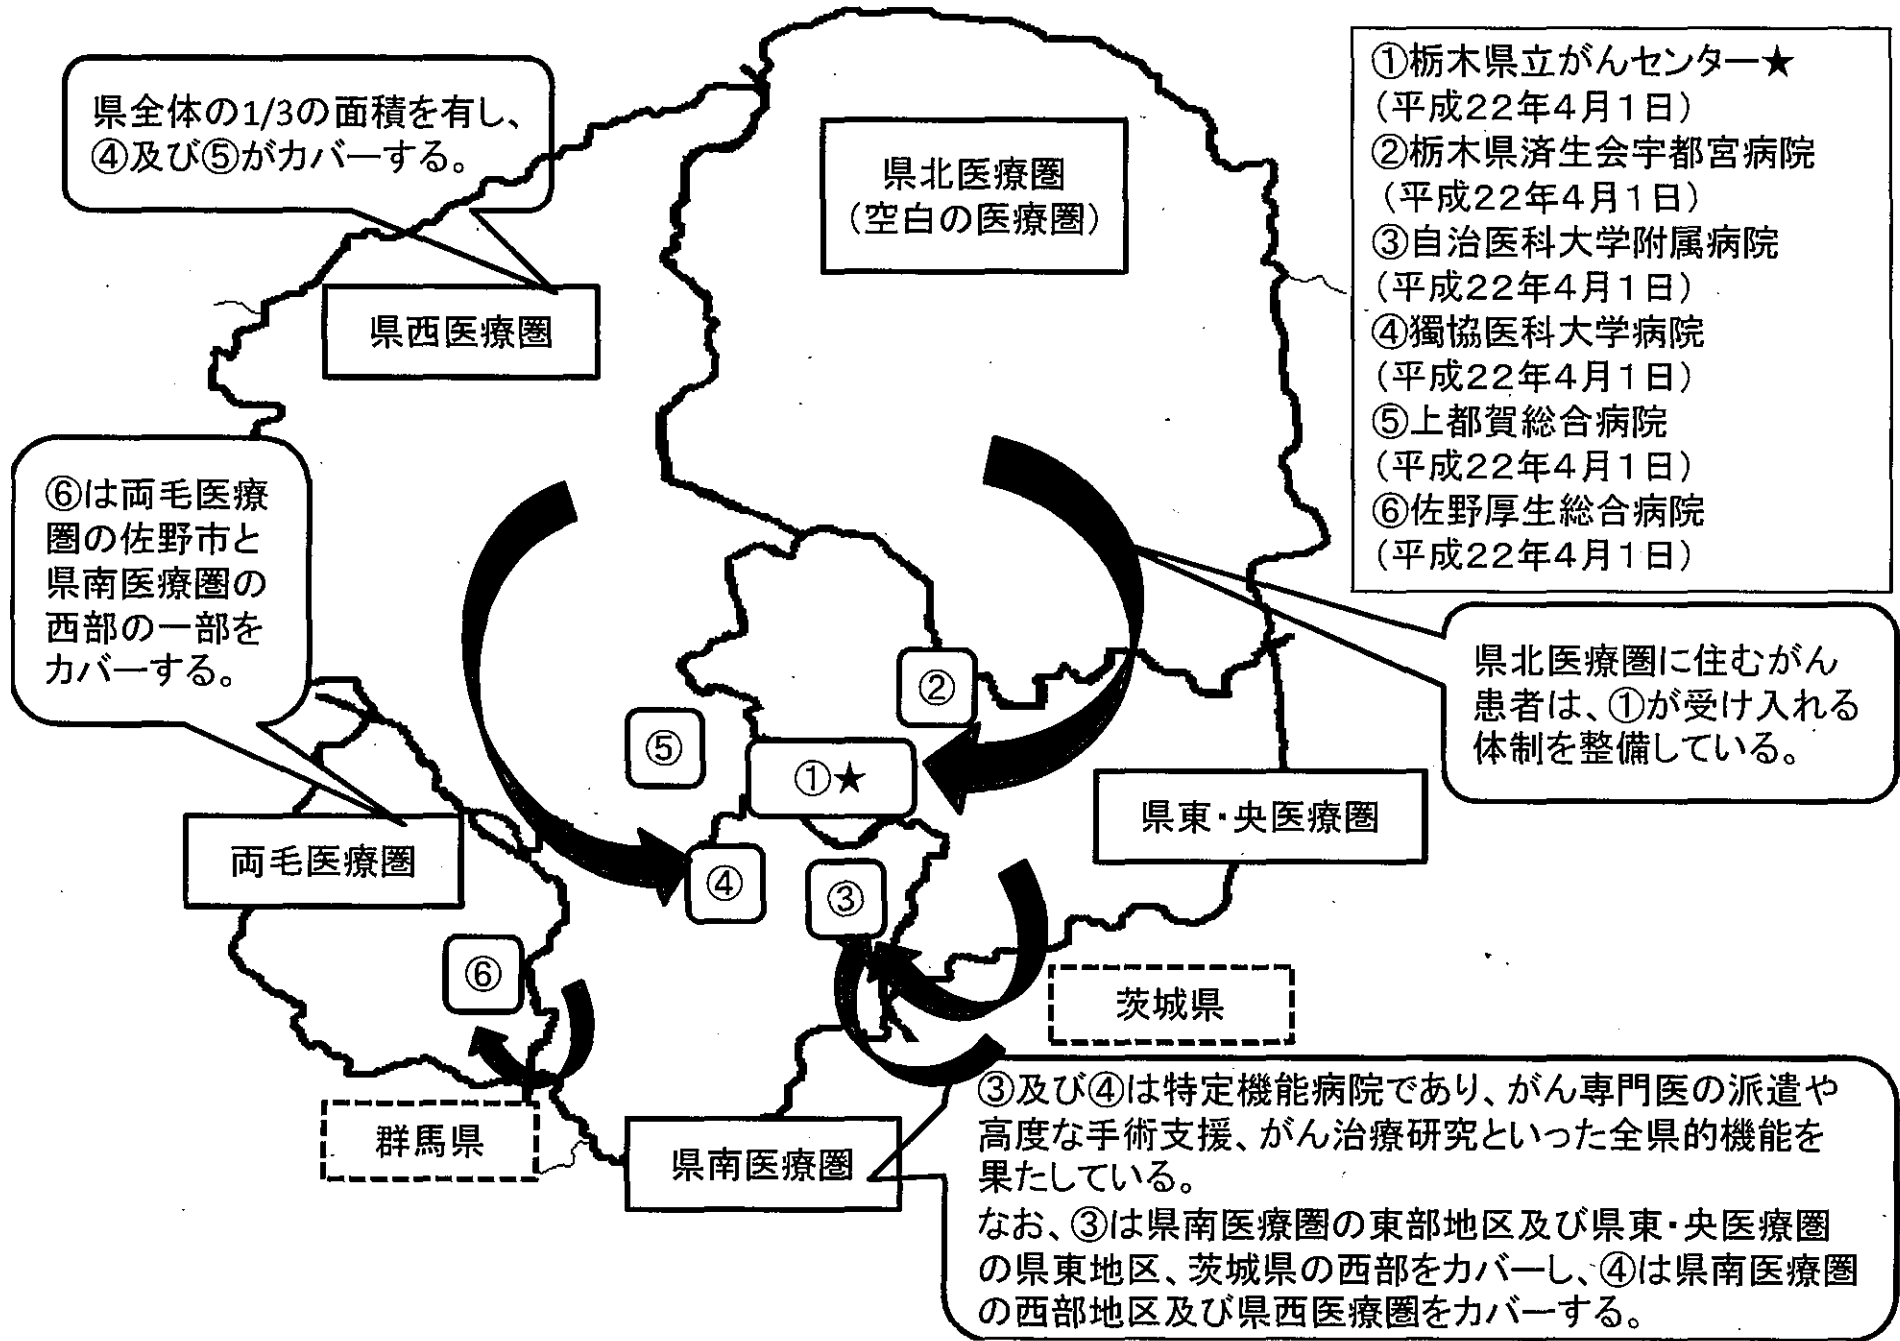 県全体の1/3の面積を有し、
④及び⑤がカバーする。
県北医療圏
（空白の医療圏）
①栃木県立がんセンター★
（平成２２年４月１日）
②栃木県済生会宇都宮病院
（平成２２年４月１日）
③自治医科大学附属病院
（平成２２年４月１日）
④獨協医科大学病院
（平成２２年４月１日）
⑤上都賀総合病院
（平成２２年４月１日）
⑥佐野厚生総合病院
（平成２２年４月１日）
県西医療圏
⑥は両毛医療
圏の佐野市と
県南医療圏の
西部の一部を
カバーする。
県北医療圏に住むがん
患者は、①が受け入れる
体制を整備している。
②
⑤
①★
県東・央医療圏
両毛医療圏
④
③
⑥
茨城県
群馬県
県南医療圏
③及び④は特定機能病院であり、がん専門医の派遣や
高度な手術支援、がん治療研究といった全県的機能を
果たしている。
なお、③は県南医療圏の東部地区及び県東・央医療圏
の県東地区、茨城県の西部をカバーし、④は県南医療圏
の西部地区及び県西医療圏をカバーする。